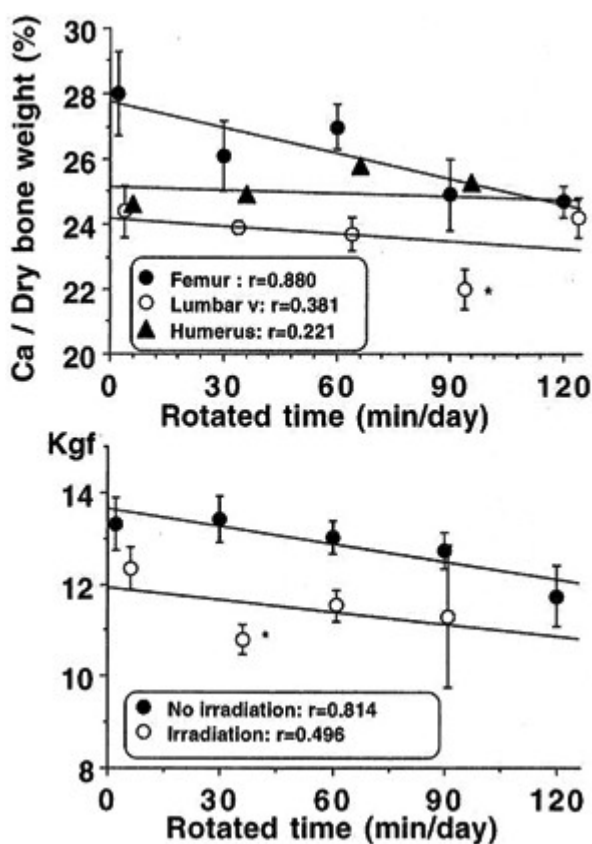 Ca / Dry bone weight (%)
30
28
26
24
22
20
Femur : r=0.880
Lumbar v: r=0.381
Humerus: r=0.221
*
0 30 60 90 120
Rotated time (min/day)
Kgf
14
12
10
8
*
No irradiation: r=0.814
Irradiation: r=0.496
0 30 60 90 120
Rotated time (min/day)